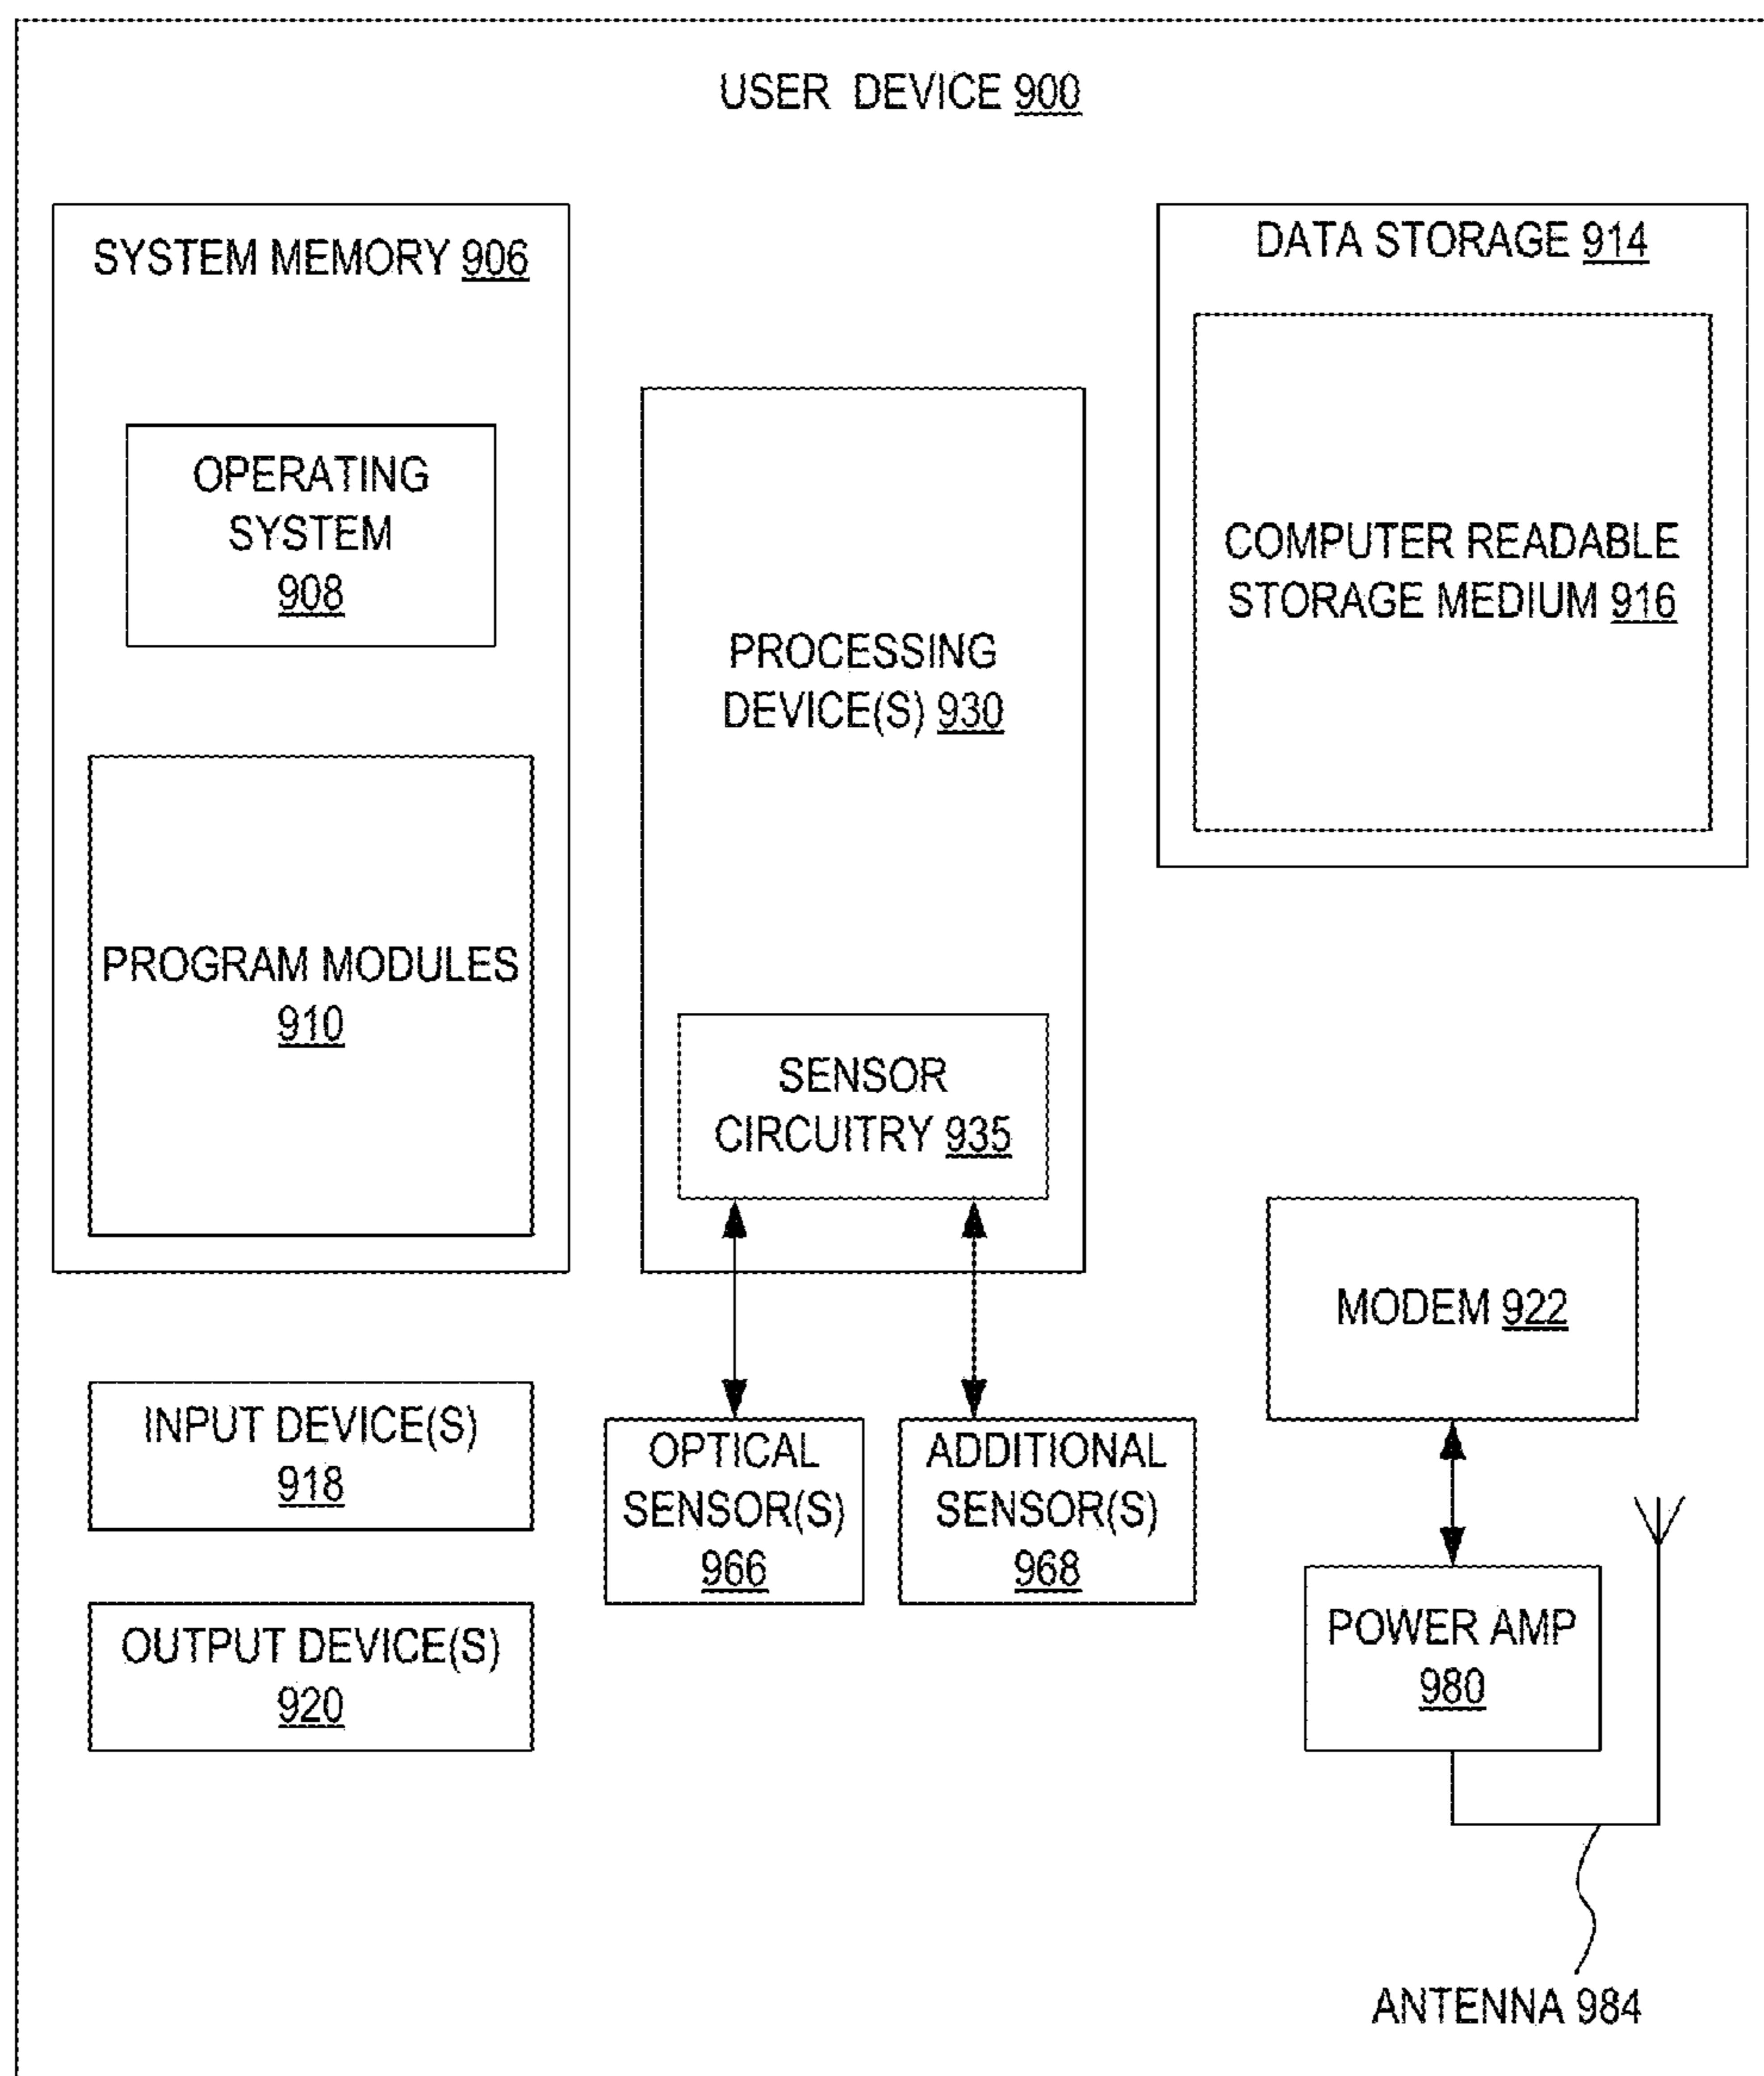 USER DEVICE 900
SYSTEM MEMORY 906
OPERATING
SYSTEM
908
PROGRAM MODULES
910
INPUT DEVICE(S)
918
OUTPUT DEVICE(S)
920
PROCESSING
DEVICE(S) 930
SENSOR
CIRCUITRY 935
OPTICAL
SENSOR(S)
966
ADDITIONAL
SENSOR(S)
968
DATA STORAGE 914
COMPUTER READABLE
STORAGE MEDIUM 916
MODEM 922
POWER AMP
980
ANTENNA 984